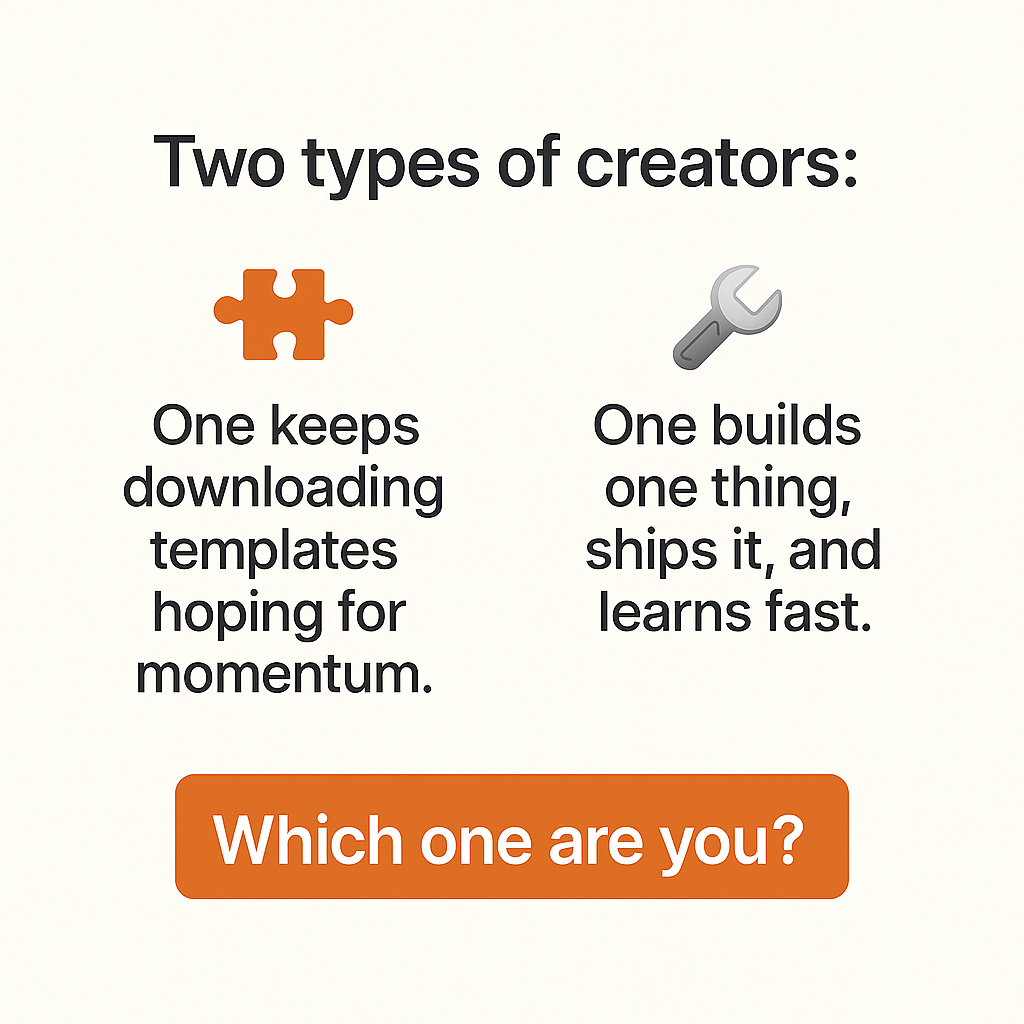 Two types of creators:
One keeps
downloading
templates
hoping for
momentum.
One builds
one thing,
ships it, and
learns fast.
Which one are you?